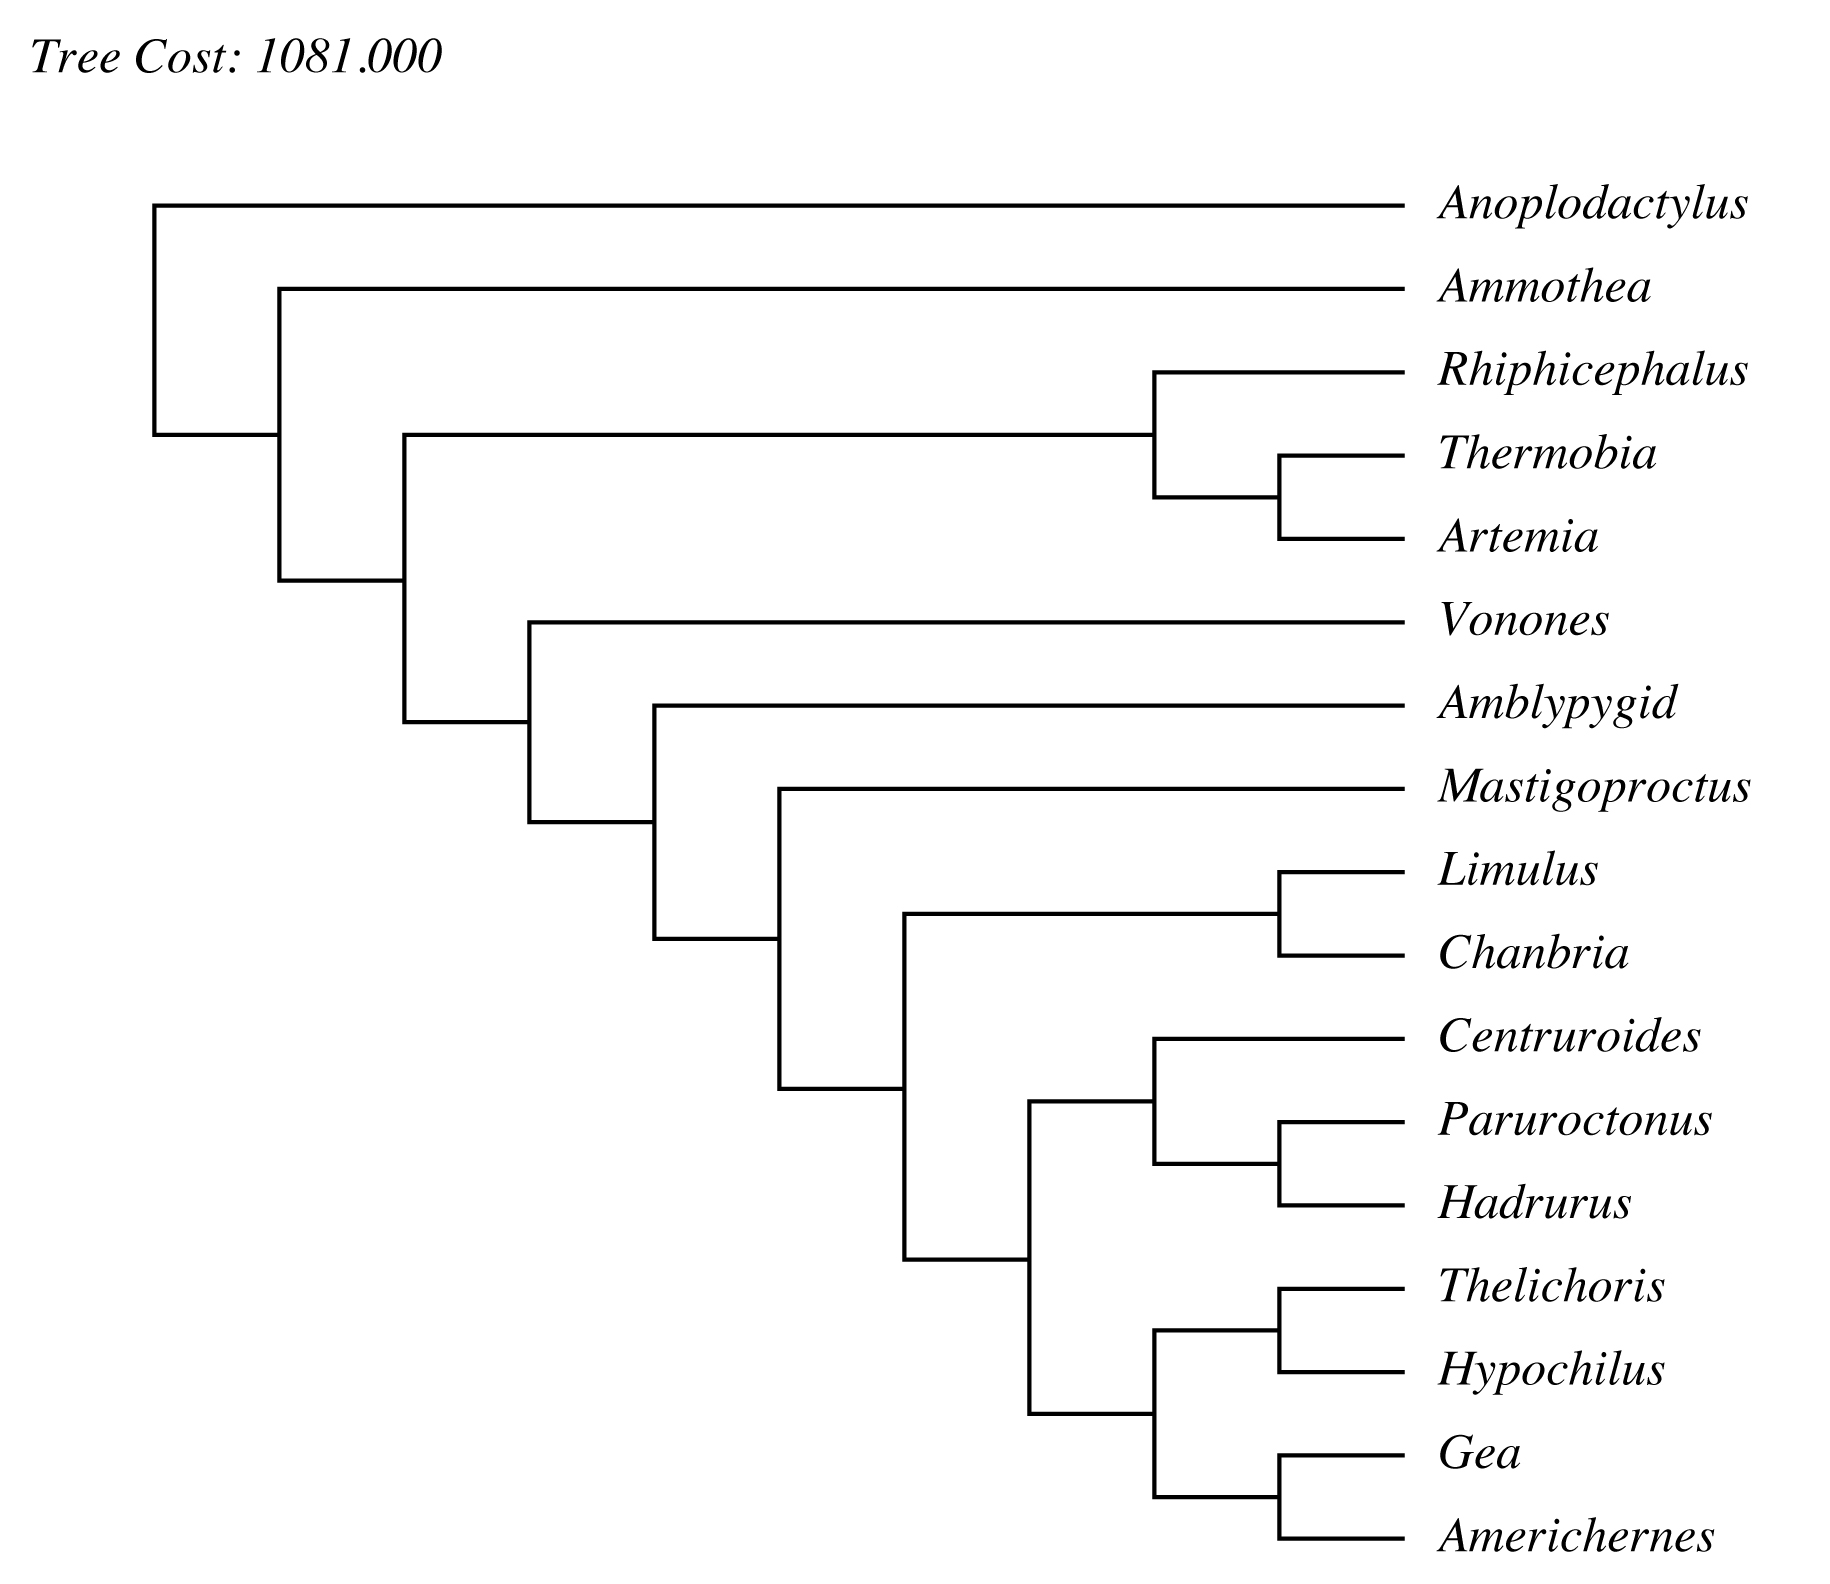 Tree Cost: 1081.000
Anoplodactylus
Ammothea
Rhiphicephalus
Thermobia
Artemia
Vonones
Amblypygid
Mastigoproctus
Limulus
Chanbria
Centruroides
Paruroctonus
Hadrurus
Thelichoris
Hypochilus
Gea
Americhernes